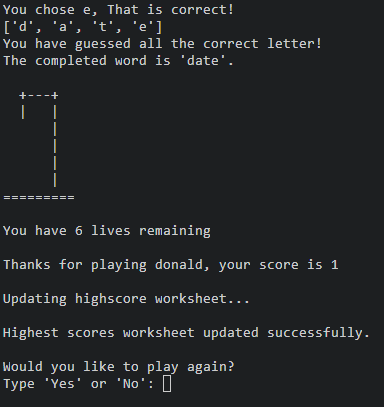 You chose e, That is correct!
['d', 'a', 't', 'e']
You have guessed all the correct letter!
The completed word is 'date'.
  +---+
  |   |
      |
      |
      |
      |
=========
You have 6 lives remaining
Thanks for playing donald, your score is 1
Updating highscore worksheet...
Highest scores worksheet updated successfully.
Would you like to play again?
Type 'Yes' or 'No':